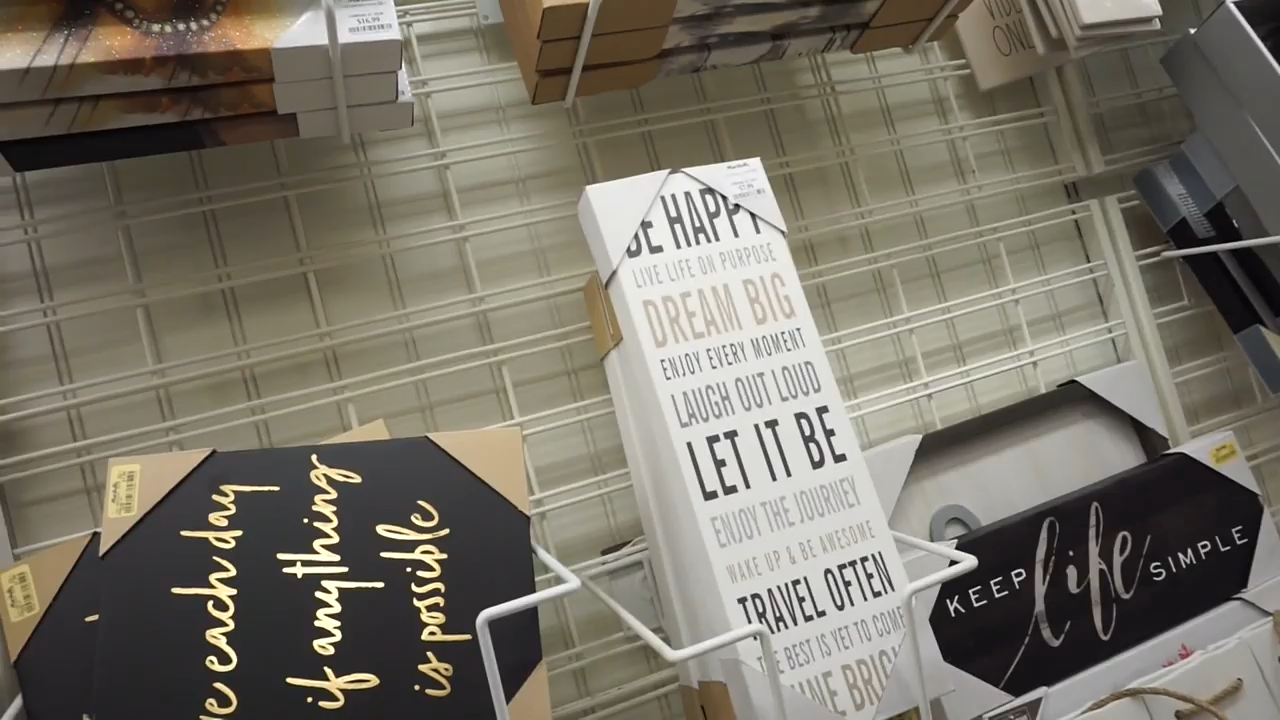 $16.99
ONL
BE HAPPY
LIVE LIFE ON PURPOSE
DREAM BIG
ENJOY EVERY MOMENT
LAUGH OUT LOUD
LET IT BE
ENJOY THE JOURNEY
WAKE UP & BE AWESOME
TRAVEL OFTEN
THE BEST IS YET TO COME
each day
if anything
is possible
KEEP life SIMPLE